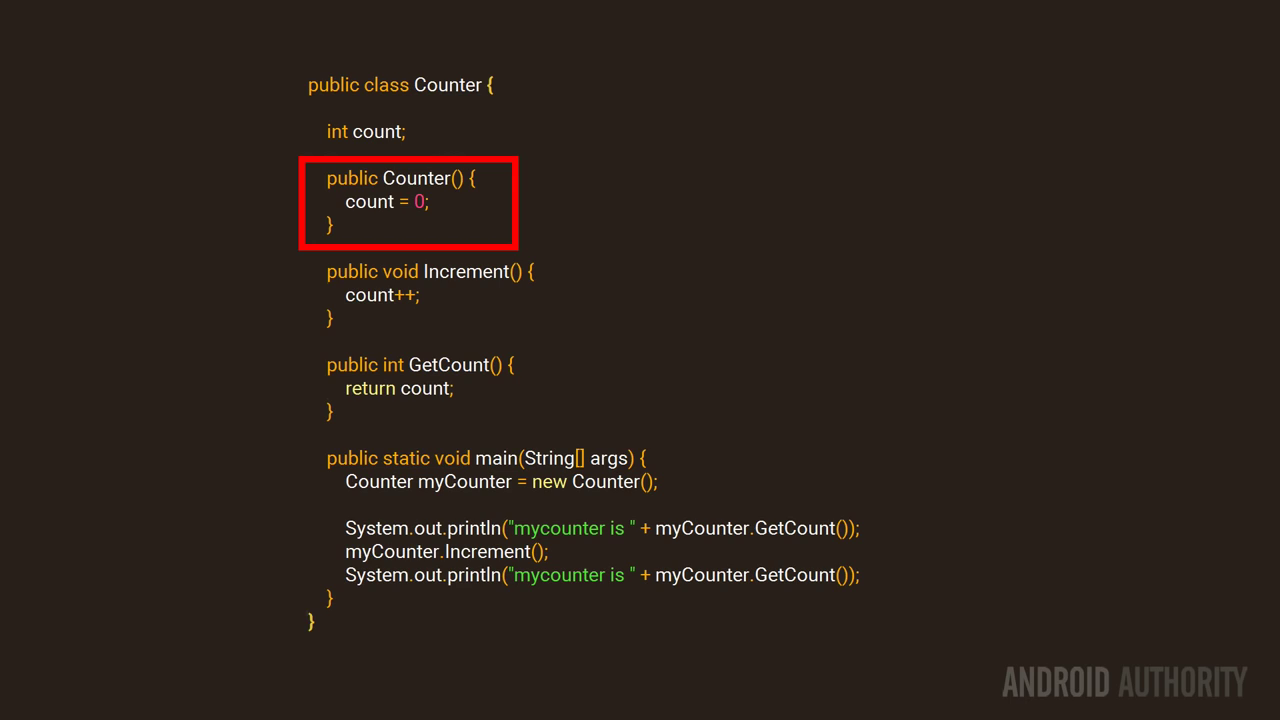 public class Counter {
int count;
public Counter() {
count = 0;
}
public void Increment() {
count++;
}
public int GetCount() {
return count;
}
public static void main(String[] args) {
Counter myCounter = new Counter();
System.out.println("mycounter is " + myCounter.GetCount());
myCounter.Increment();
System.out.println("mycounter is " + myCounter.GetCount());
}
}
ANDROID AUTHORITY